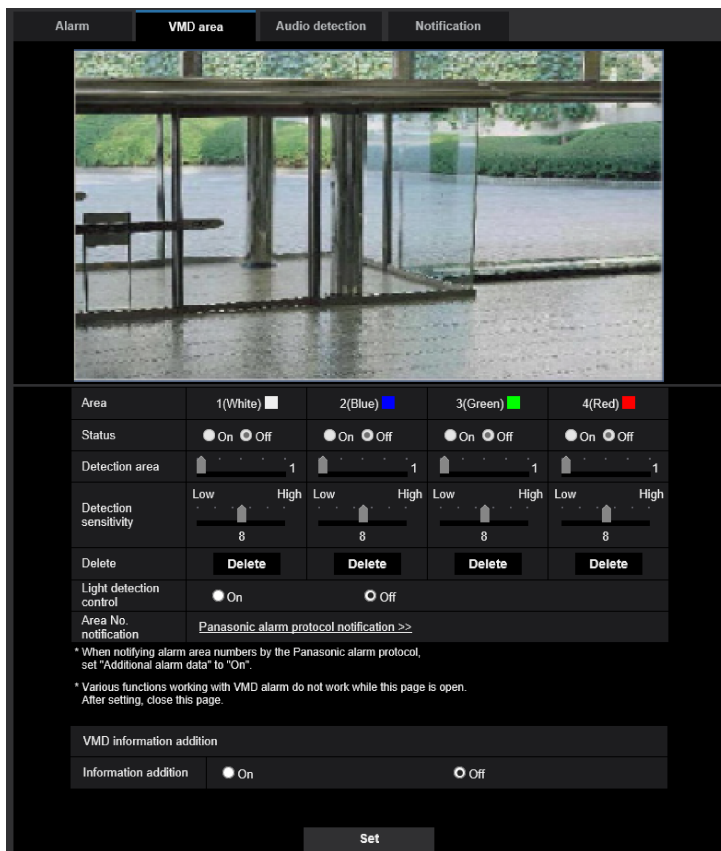 Alarm VMD area Audio detection Notification
Area 1(White) 2(Blue) 3(Green) 4(Red)
Status On Off On Off On Off On Off
Detection area 1 1 1 1
Low High Low High Low High Low High
Detection
sensitivity
8 8 8 8
Delete Delete Delete Delete Delete
Light detection
control On Off
Area No.
notification Panasonic alarm protocol notification >>
* When notifying alarm area numbers by the Panasonic alarm protocol,
set "Additional alarm data" to "On".
* Various functions working with VMD alarm do not work while this page is open.
After setting, close this page.
VMD information addition
Information addition On Off
Set